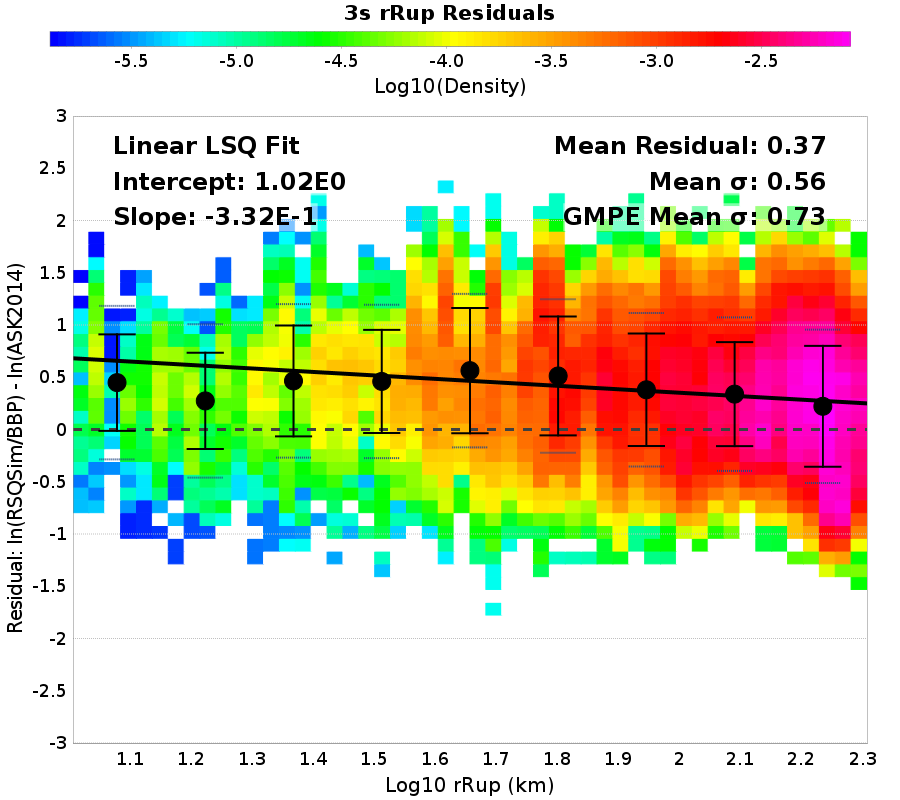 3s rRup Residuals
-5.5 -5.0 -4.5 -4.0 -3.5 -3.0 -2.5
Log10(Density)
Linear LSQ Fit
Intercept: 1.02E0
Slope: -3.32E-1
Mean Residual: 0.37
Mean σ: 0.56
GMPE Mean σ: 0.73
Residual: ln(RSQSim/BBP) - ln(ASK2014)
3
2.5
2
1.5
1
0.5
0
-0.5
-1
-1.5
-2
-2.5
-3
1.1 1.2 1.3 1.4 1.5 1.6 1.7 1.8 1.9 2 2.1 2.2 2.3
Log10 rRup (km)